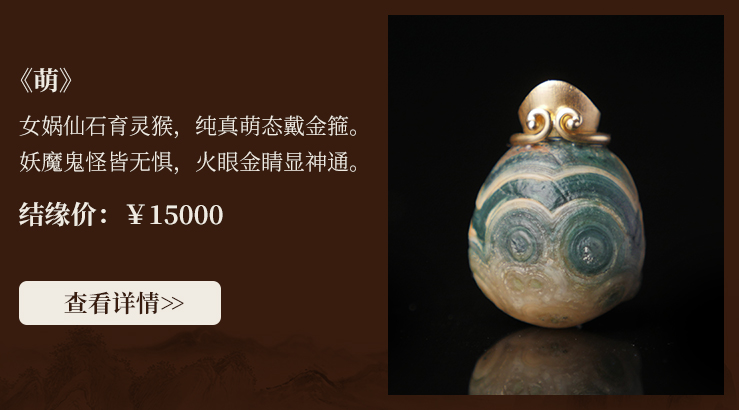 《萌》
女娲仙石育灵猴，纯真萌态戴金箍。
妖魔鬼怪皆无惧，火眼金睛显神通。
结缘价：￥15000
查看详情>>